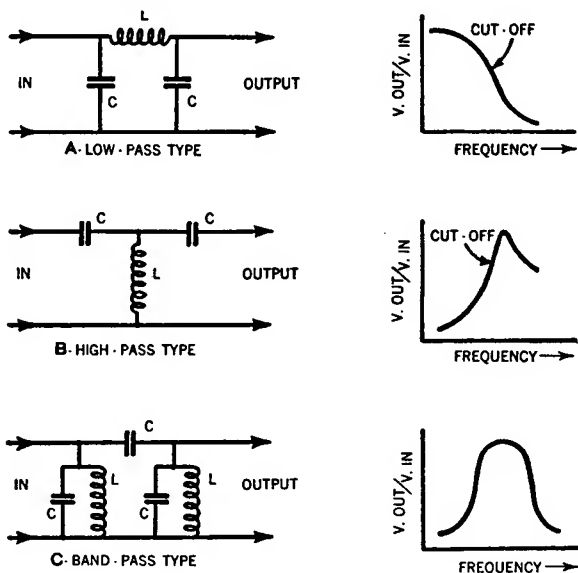 L
IN
C
C
OUTPUT
A-LOW-PASS TYPE
V. OUT/V. IN
CUT-OFF
FREQUENCY
C
C
IN
L
OUTPUT
B-HIGH-PASS TYPE
V. OUT/V. IN
CUT-OFF
FREQUENCY
C
IN
C
L
C
L
OUTPUT
C-BAND-PASS TYPE
V. OUT/V. IN
FREQUENCY